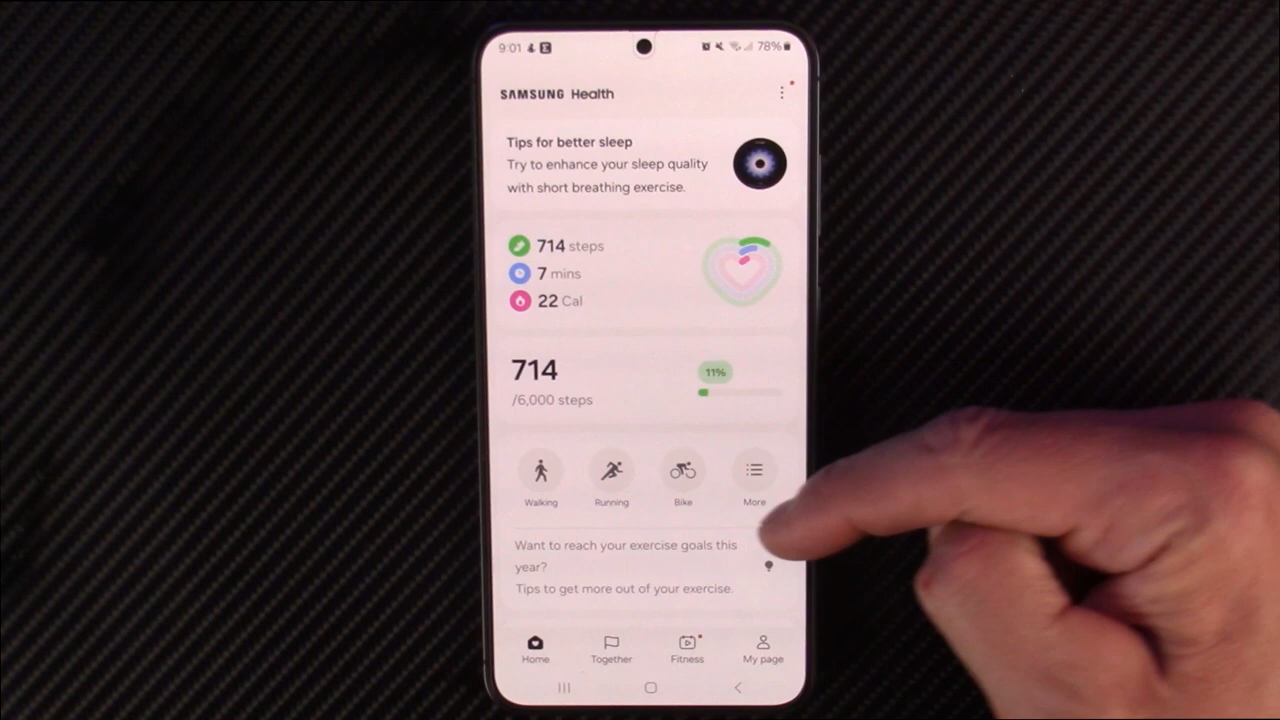 9:01
78%
SAMSUNG Health
Tips for better sleep
Try to enhance your sleep quality
with short breathing exercise.
714 steps
7 mins
22 Cal
714
11%
/6,000 steps
Walking
Running
Bike
More
Want to reach your exercise goals this
year?
Tips to get more out of your exercise.
Home
Together
Fitness
My page